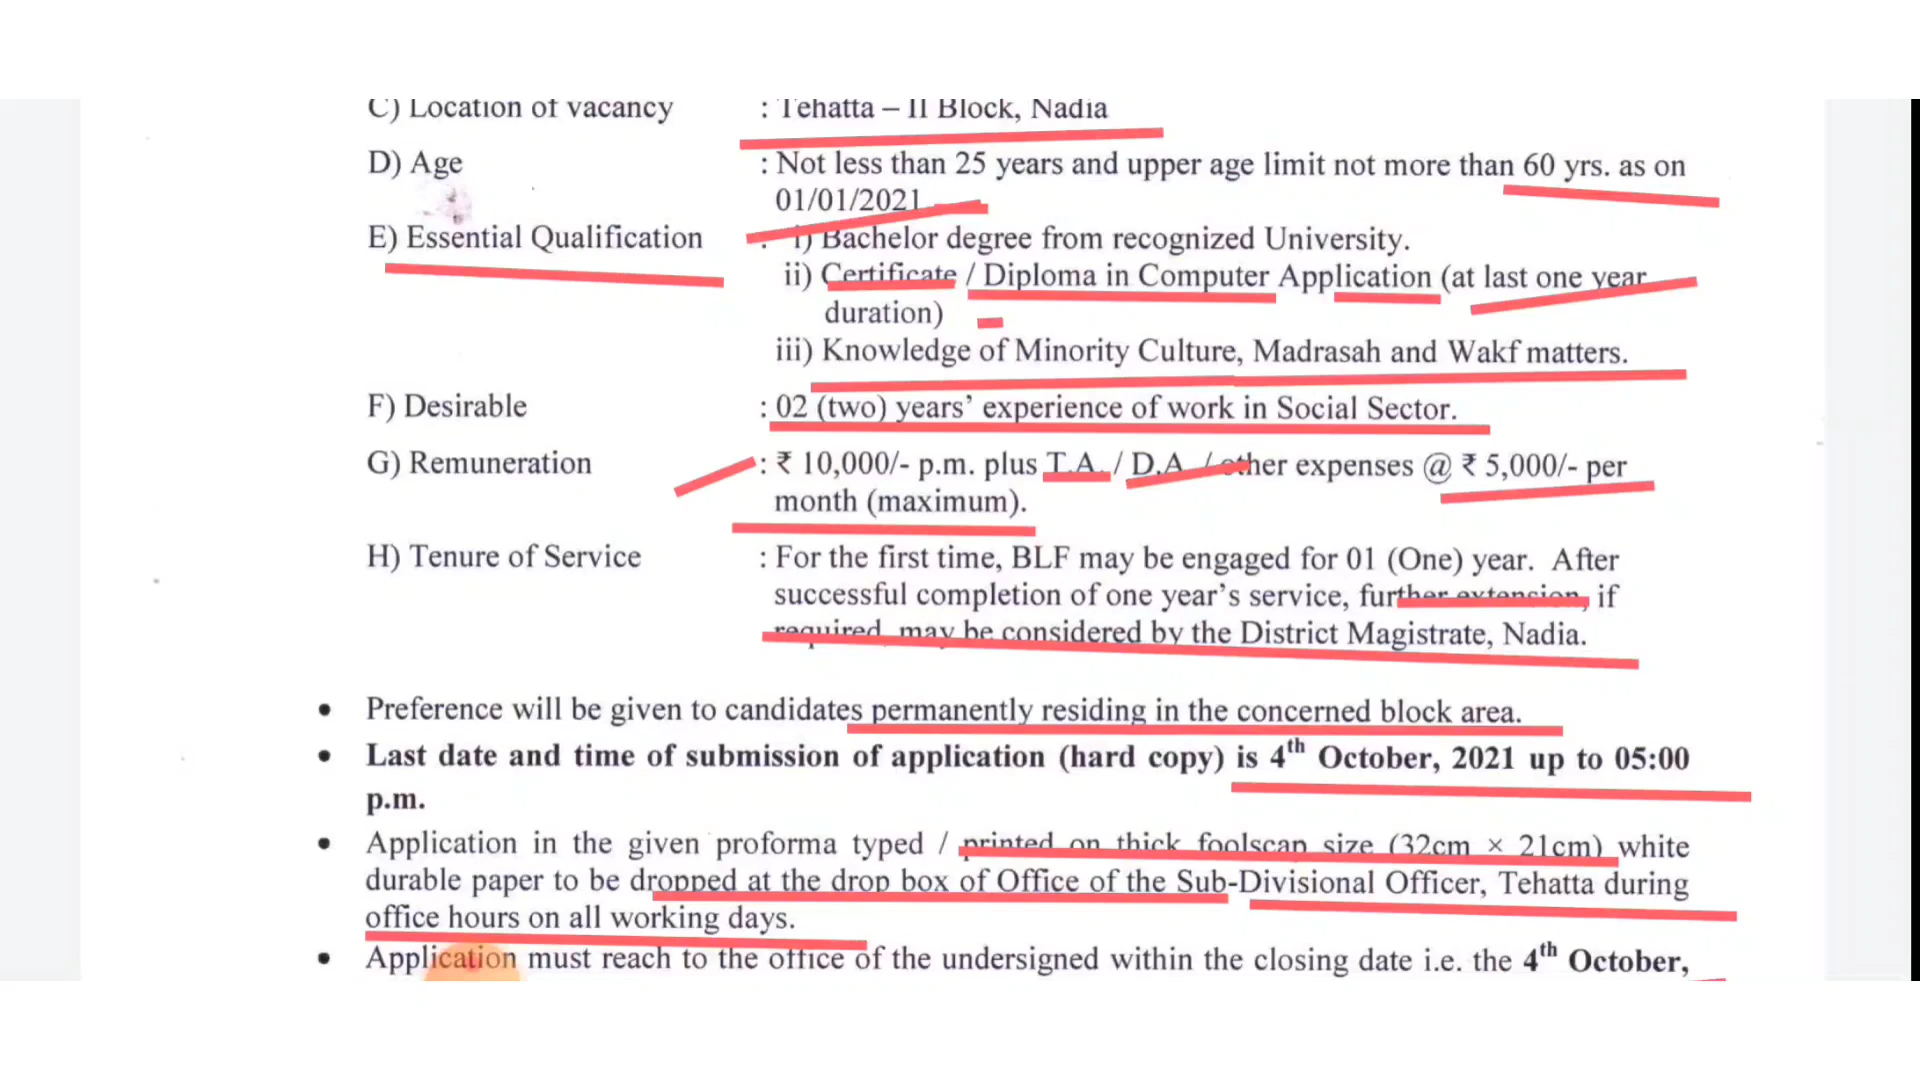 C) Location of vacancy : Tehatta – II Block, Nadia
D) Age : Not less than 25 years and upper age limit not more than 60 yrs. as on
01/01/2021
E) Essential Qualification : i) Bachelor degree from recognized University.
ii) Certificate / Diploma in Computer Application (at last one year
duration)
iii) Knowledge of Minority Culture, Madrasah and Wakf matters.
F) Desirable : 02 (two) years’ experience of work in Social Sector.
G) Remuneration : ₹ 10,000/- p.m. plus T.A. / D.A. / other expenses @ ₹ 5,000/- per
month (maximum).
H) Tenure of Service : For the first time, BLF may be engaged for 01 (One) year. After
successful completion of one year’s service, further extension, if
required, may be considered by the District Magistrate, Nadia.
• Preference will be given to candidates permanently residing in the concerned block area.
• Last date and time of submission of application (hard copy) is 4th October, 2021 up to 05:00
p.m.
• Application in the given proforma typed / printed on thick foolscap size (32cm × 21cm) white
durable paper to be dropped at the drop box of Office of the Sub-Divisional Officer, Tehatta during
office hours on all working days.
• Application must reach to the office of the undersigned within the closing date i.e. the 4th October,